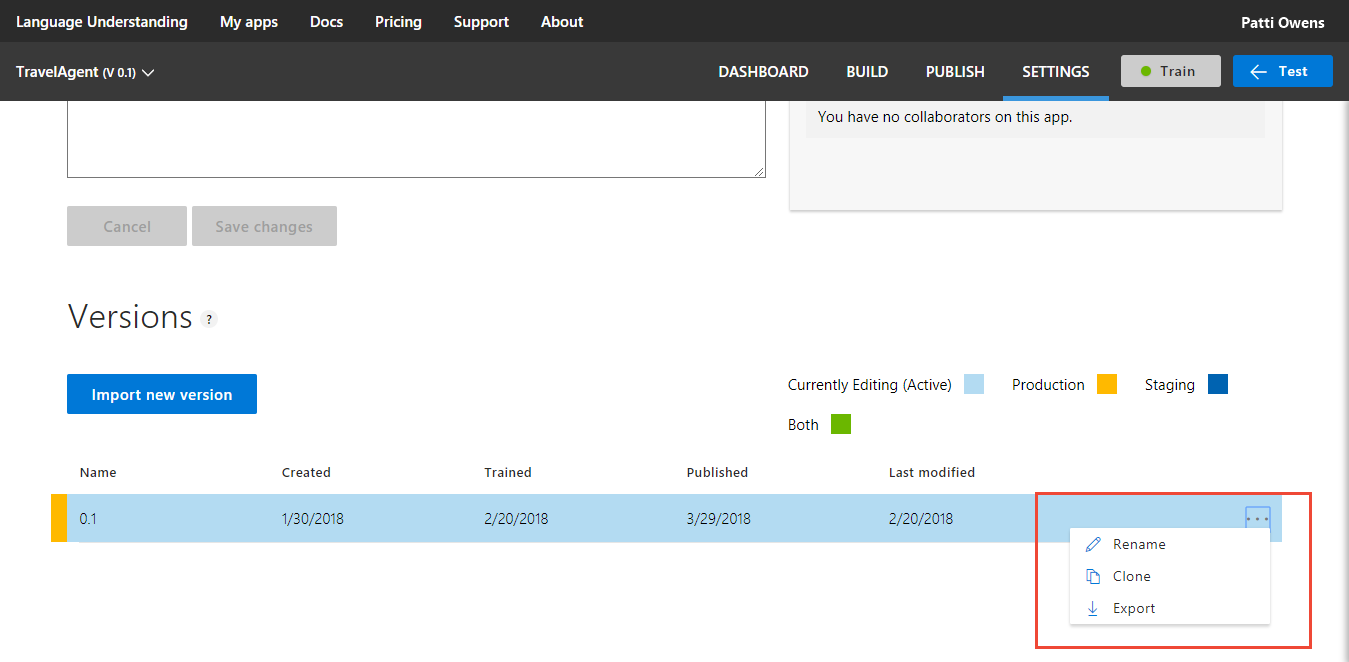 Language Understanding My apps Docs Pricing Support About Patti Owens
TravelAgent (V 0.1) DASHBOARD BUILD PUBLISH SETTINGS Train Test
You have no collaborators on this app.
Cancel Save changes
Versions ?
Import new version
Currently Editing (Active) Production Staging
Both
Name Created Trained Published Last modified
0.1 1/30/2018 2/20/2018 3/29/2018 2/20/2018 ...
Rename
Clone
Export